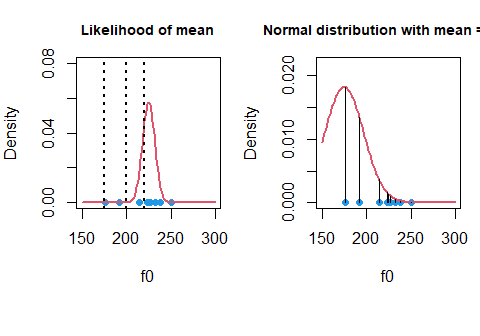 Likelihood of mean
Density
0.00
0.04
0.08
150
200
250
300
f0
Normal distribution with mean =
Density
0.000
0.010
0.020
150
200
250
300
f0